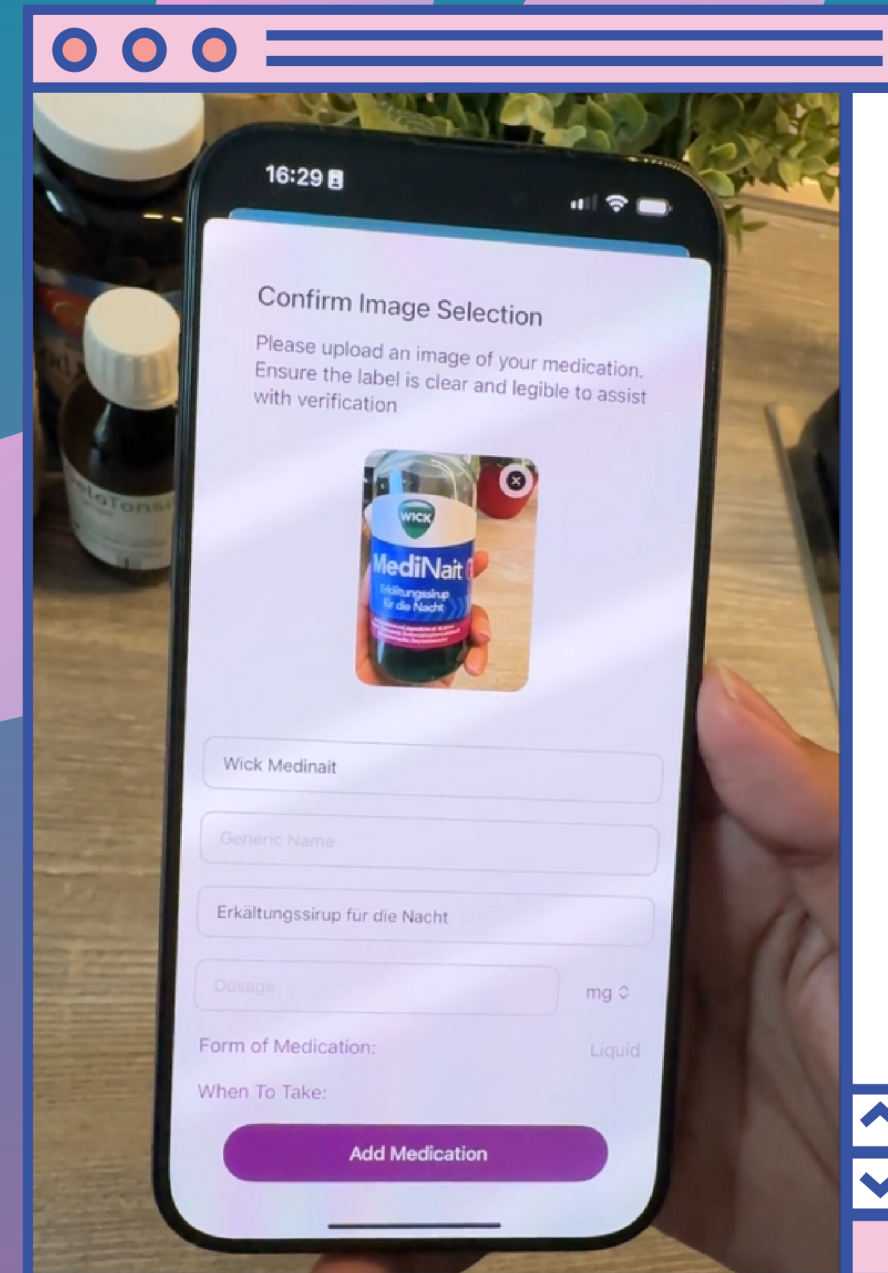 16:29
Confirm Image Selection
Please upload an image of your medication.
Ensure the label is clear and legible to assist
with verification
WICK
MediNait
Erkältungssirup
für die Nacht
Wick Medinait
Generic Name
Erkältungssirup für die Nacht
Dosage
mg
Form of Medication:
Liquid
When To Take:
Add Medication